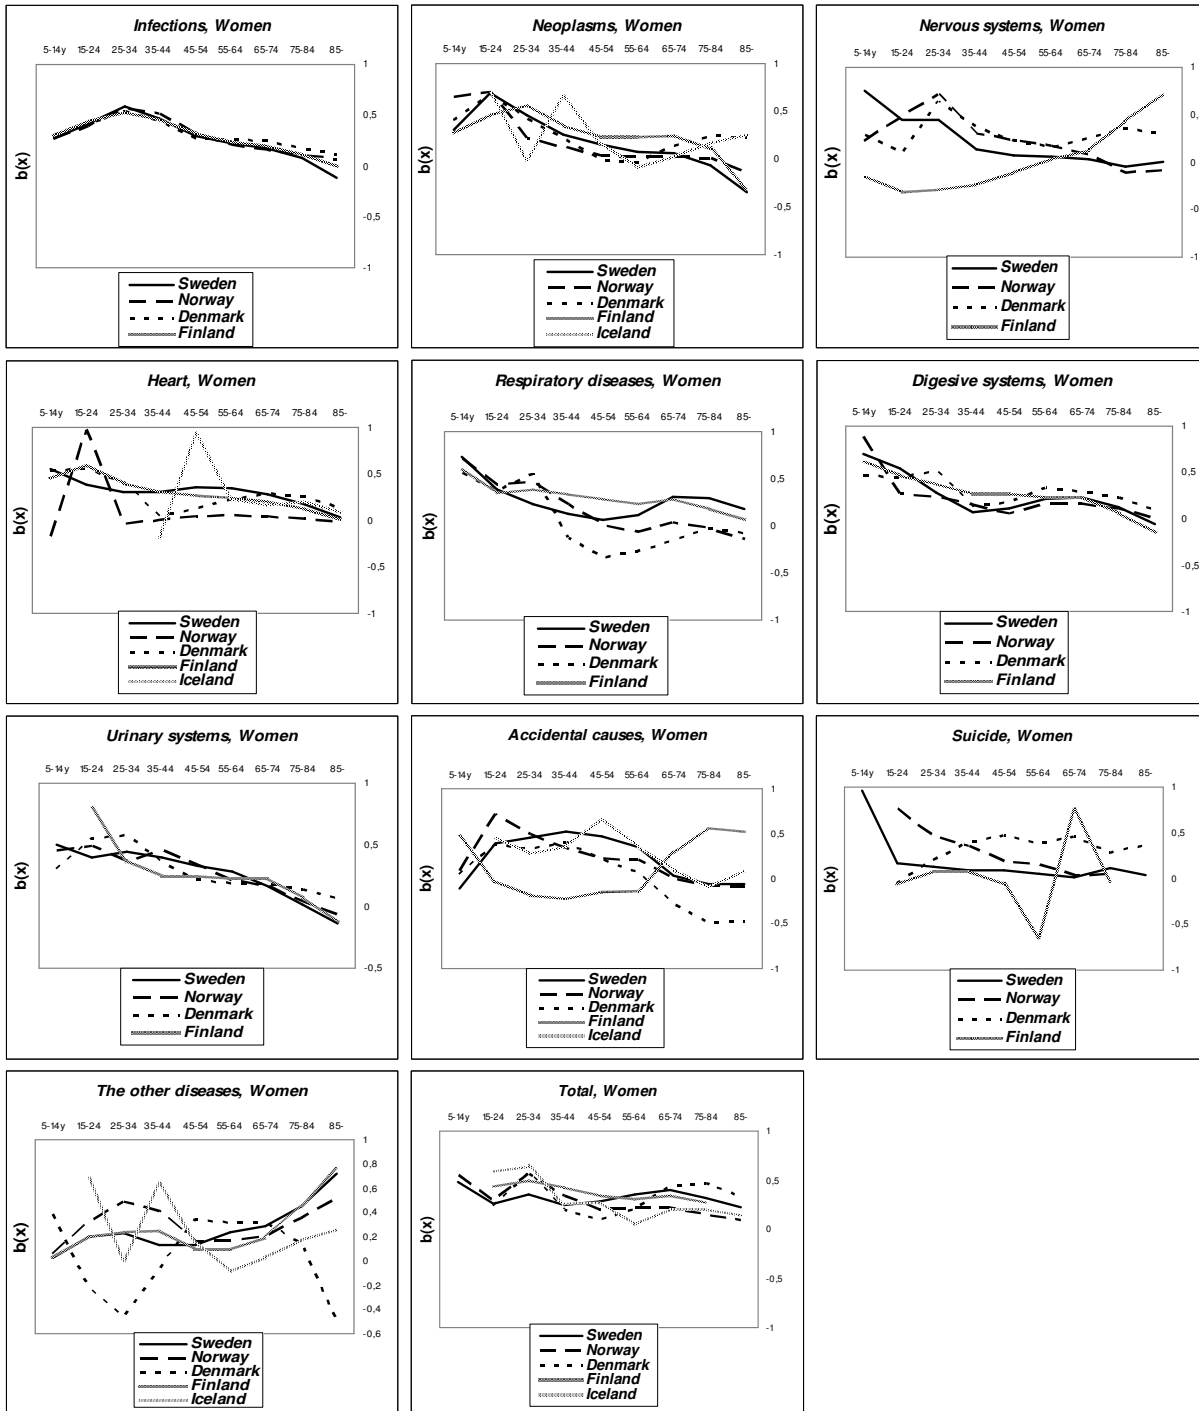 Infections, Women
5-14y 15-24 25-34 35-44 45-54 55-64 65-74 75-84 85-
1
0,5
0
-0,5
-1
b(x)
Sweden
Norway
Denmark
Finland
Neoplasms, Women
5-14y 15-24 25-34 35-44 45-54 55-64 65-74 75-84 85-
1
0,5
0
-0,5
-1
b(x)
Sweden
Norway
Denmark
Finland
Iceland
Nervous systems, Women
5-14y 15-24 25-34 35-44 45-54 55-64 65-74 75-84 85-
1
0,5
0
-0,5
-1
b(x)
Sweden
Norway
Denmark
Finland
Heart, Women
5-14y 15-24 25-34 35-44 45-54 55-64 65-74 75-84 85-
1
0,5
0
-0,5
-1
b(x)
Sweden
Norway
Denmark
Finland
Iceland
Respiratory diseases, Women
5-14y 15-24 25-34 35-44 45-54 55-64 65-74 75-84 85-
1
0,5
0
-0,5
-1
b(x)
Sweden
Norway
Denmark
Finland
Digesive systems, Women
5-14y 15-24 25-34 35-44 45-54 55-64 65-74 75-84 85-
1
0,5
0
-0,5
-1
b(x)
Sweden
Norway
Denmark
Finland
Urinary systems, Women
5-14y 15-24 25-34 35-44 45-54 55-64 65-74 75-84 85-
1
0,5
0
-0,5
b(x)
Sweden
Norway
Denmark
Finland
Accidental causes, Women
5-14y 15-24 25-34 35-44 45-54 55-64 65-74 75-84 85-
1
0,5
0
-0,5
-1
b(x)
Sweden
Norway
Denmark
Finland
Iceland
Suicide, Women
5-14y 15-24 25-34 35-44 45-54 55-64 65-74 75-84 85-
1
0,5
0
-0,5
-1
b(x)
Sweden
Norway
Denmark
Finland
The other diseases, Women
5-14y 15-24 25-34 35-44 45-54 55-64 65-74 75-84 85-
1
0,8
0,6
0,4
0,2
0
-0,2
-0,4
-0,6
b(x)
Sweden
Norway
Denmark
Finland
Iceland
Total, Women
5-14y 15-24 25-34 35-44 45-54 55-64 65-74 75-84 85-
1
0,5
0
-0,5
-1
b(x)
Sweden
Norway
Denmark
Finland
Iceland